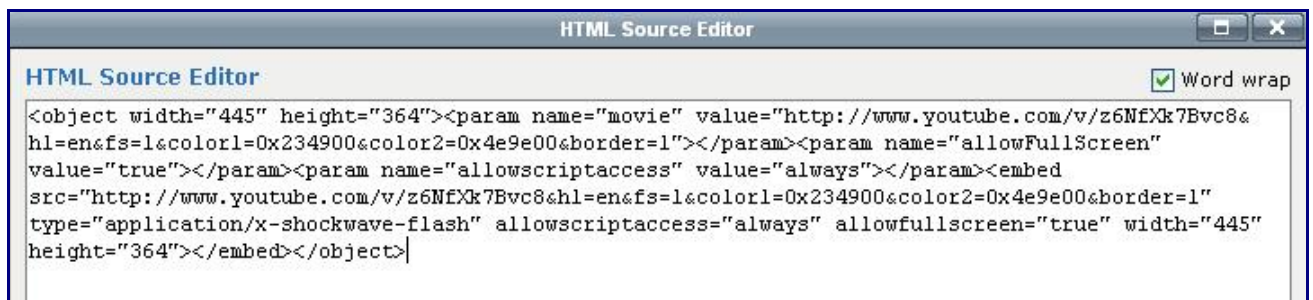 HTML Source Editor
HTML Source Editor
Word wrap
<object width="445" height="364"><param name="movie" value="http://www.youtube.com/v/z6NfXk7Bvc8&
hl=en&fs=1&color1=0x234900&color2=0x4e9e00&border=1"></param><param name="allowFullScreen"
value="true"></param><param name="allowscriptaccess" value="always"></param><embed
src="http://www.youtube.com/v/z6NfXk7Bvc8&hl=en&fs=1&color1=0x234900&color2=0x4e9e00&border=1"
type="application/x-shockwave-flash" allowscriptaccess="always" allowfullscreen="true" width="445"
height="364"></embed></object>